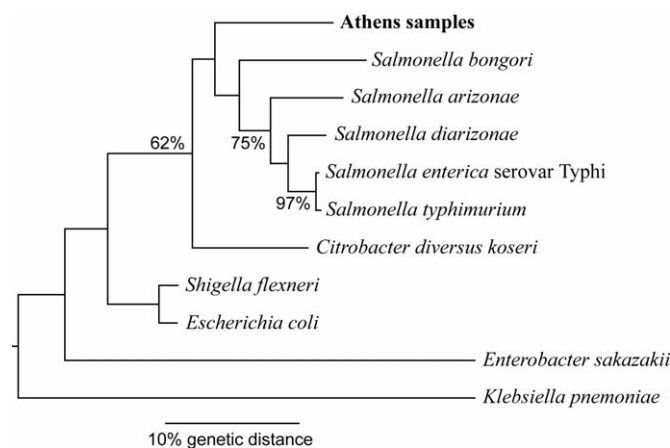 Athens samples
Salmonella bongori
Salmonella arizonae
62%
75%
Salmonella diarizonae
Salmonella enterica serovar Typhi
97%
Salmonella typhimurium
Citrobacter diversus koseri
Shigella flexneri
Escherichia coli
Enterobacter sakazakii
Klebsiella pnemoniae
10% genetic distance